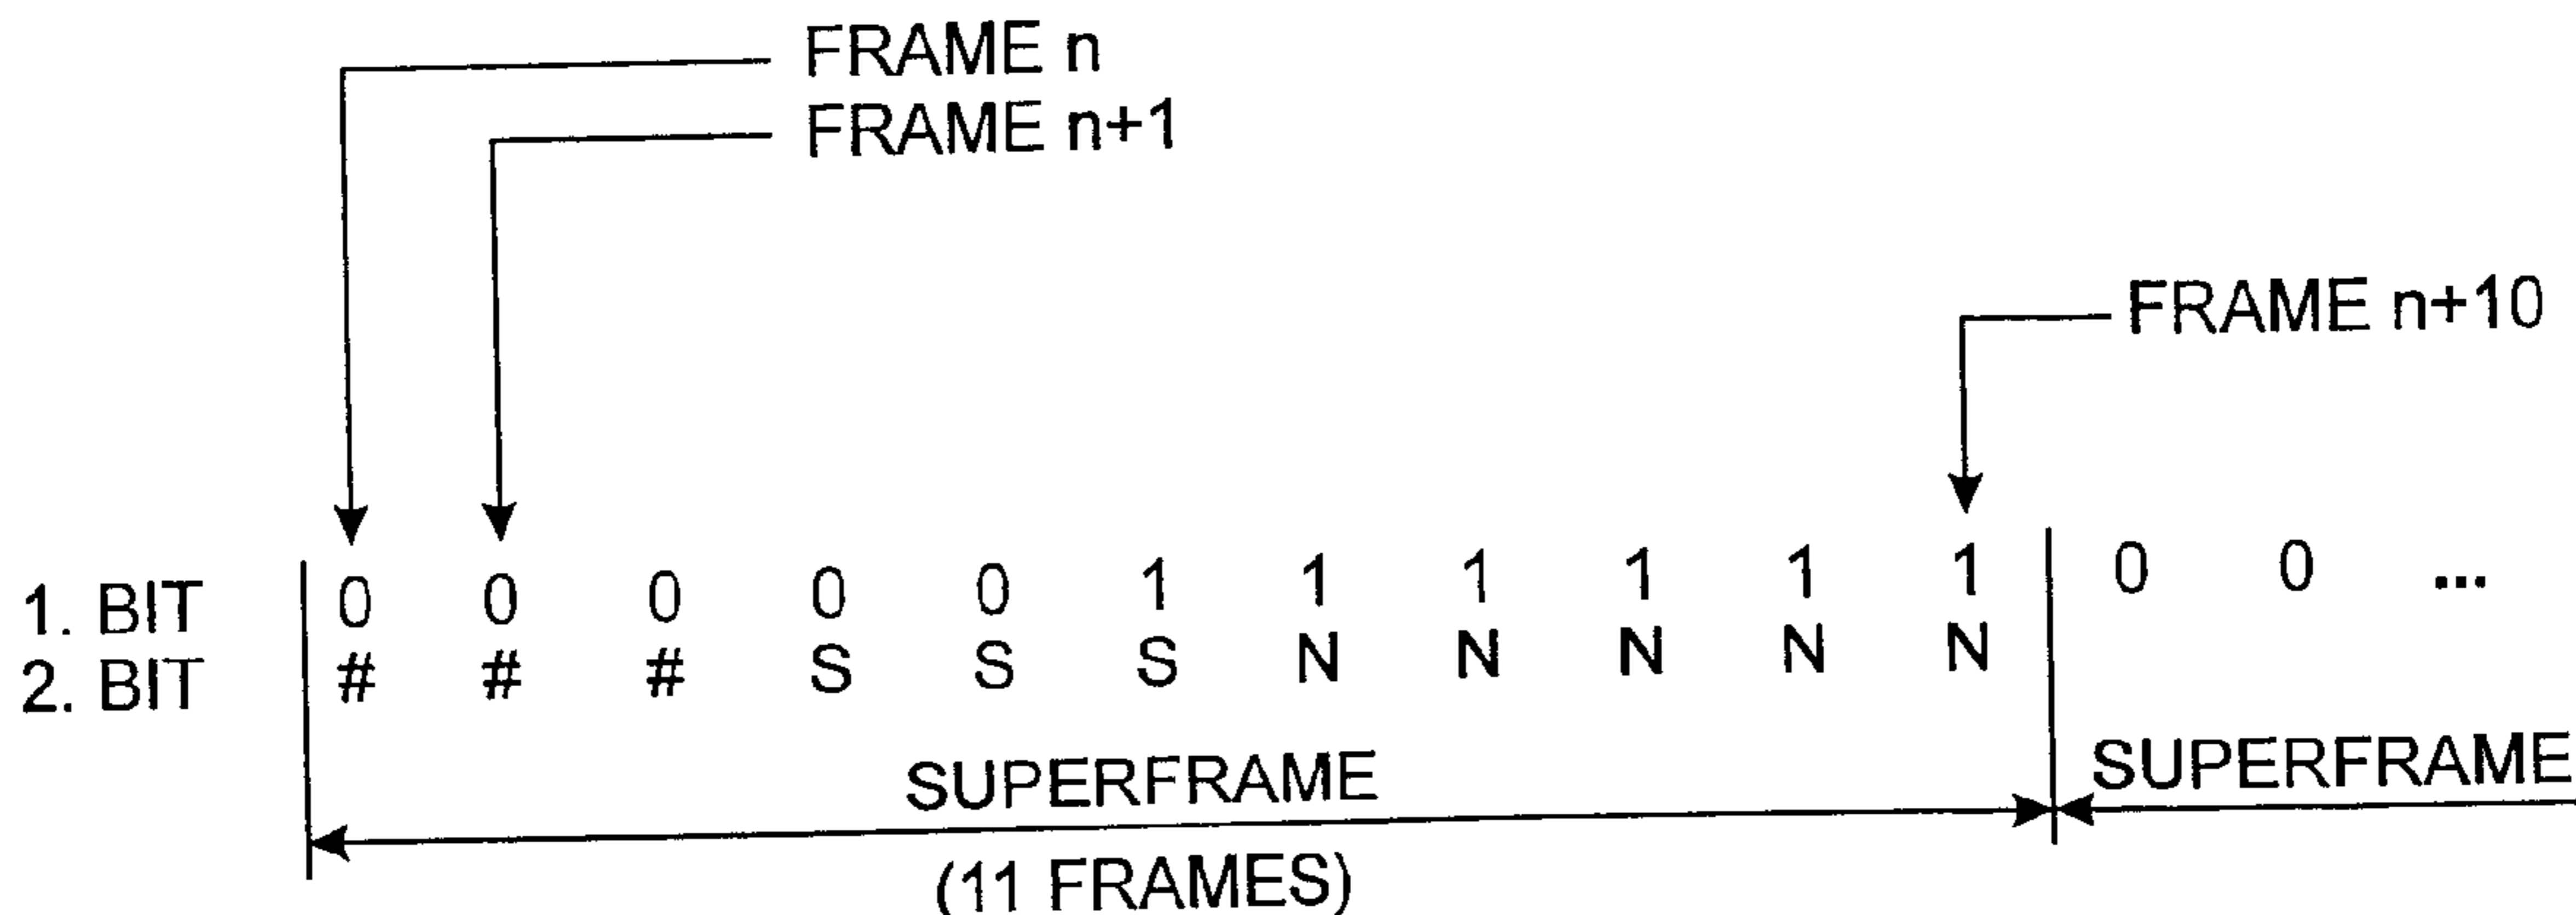 FRAME n
FRAME n+1
FRAME n+10
1. BIT 0 0 0 0 0 1 1 1 1 1 1 0 0 ...
2. BIT # # # S S S N N N N N
SUPERFRAME SUPERFRAME
(11 FRAMES)